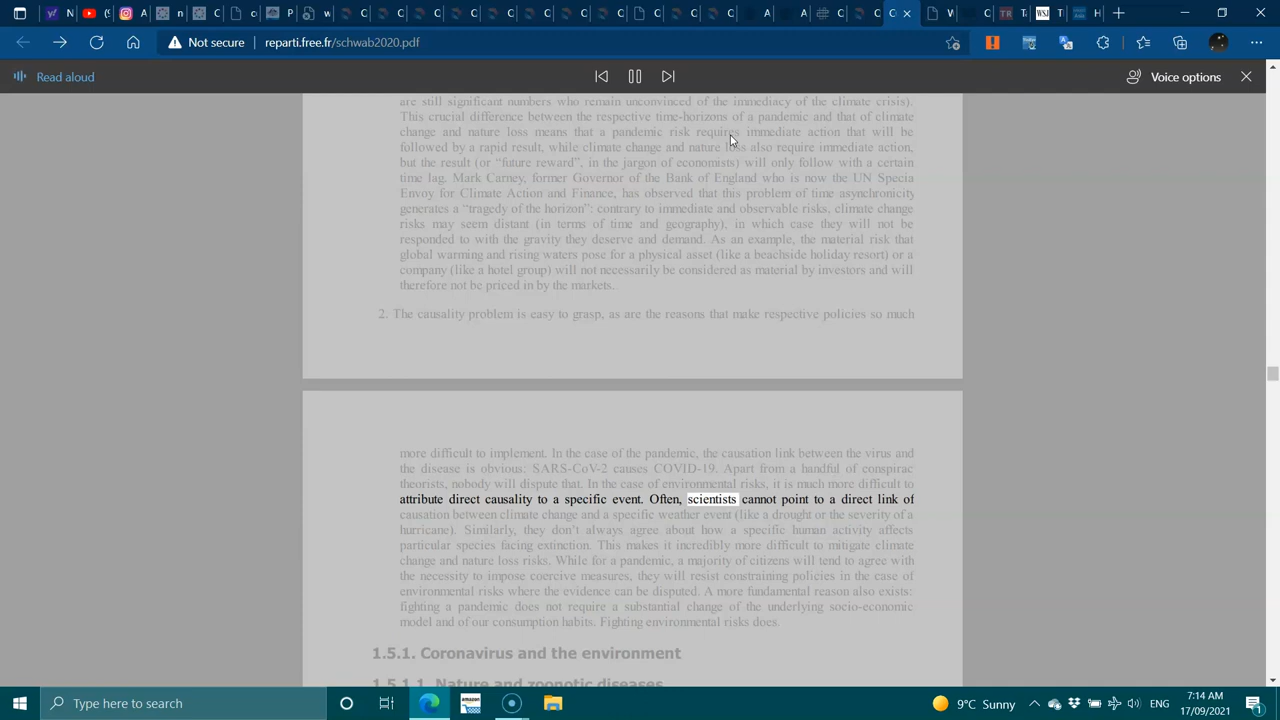 Not secure
reparti.free.fr/schwab2020.pdf
Read aloud
Voice options
are still significant numbers who remain unconvinced of the immediacy of the climate crisis).
This crucial difference between the respective time-horizons of a pandemic and that of climate
change and nature loss means that a pandemic risk requires immediate action that will be
followed by a rapid result, while climate change and nature loss also require immediate action,
but the result (or “future reward”, in the jargon of economists) will only follow with a certain
time lag. Mark Carney, former Governor of the Bank of England who is now the UN Specia
Envoy for Climate Action and Finance, has observed that this problem of time asynchronicity
generates a “tragedy of the horizon”: contrary to immediate and observable risks, climate change
risks may seem distant (in terms of time and geography), in which case they will not be
responded to with the gravity they deserve and demand. As an example, the material risk that
global warming and rising waters pose for a physical asset (like a beachside holiday resort) or a
company (like a hotel group) will not necessarily be considered as material by investors and will
therefore not be priced in by the markets.
2. The causality problem is easy to grasp, as are the reasons that make respective policies so much
more difficult to implement. In the case of the pandemic, the causation link between the virus and
the disease is obvious: SARS-CoV-2 causes COVID-19. Apart from a handful of conspirac
theorists, nobody will dispute that. In the case of environmental risks, it is much more difficult to
attribute direct causality to a specific event. Often, scientists cannot point to a direct link of
causation between climate change and a specific weather event (like a drought or the severity of a
hurricane). Similarly, they don’t always agree about how a specific human activity affects
particular species facing extinction. This makes it incredibly more difficult to mitigate climate
change and nature loss risks. While for a pandemic, a majority of citizens will tend to agree with
the necessity to impose coercive measures, they will resist constraining policies in the case of
environmental risks where the evidence can be disputed. A more fundamental reason also exists:
fighting a pandemic does not require a substantial change of the underlying socio-economic
model and of our consumption habits. Fighting environmental risks does.
1.5.1. Coronavirus and the environment
1.5.1.1. Nature and zoonotic diseases
Type here to search
amazon
9°C Sunny
ENG
7:14 AM
17/09/2021